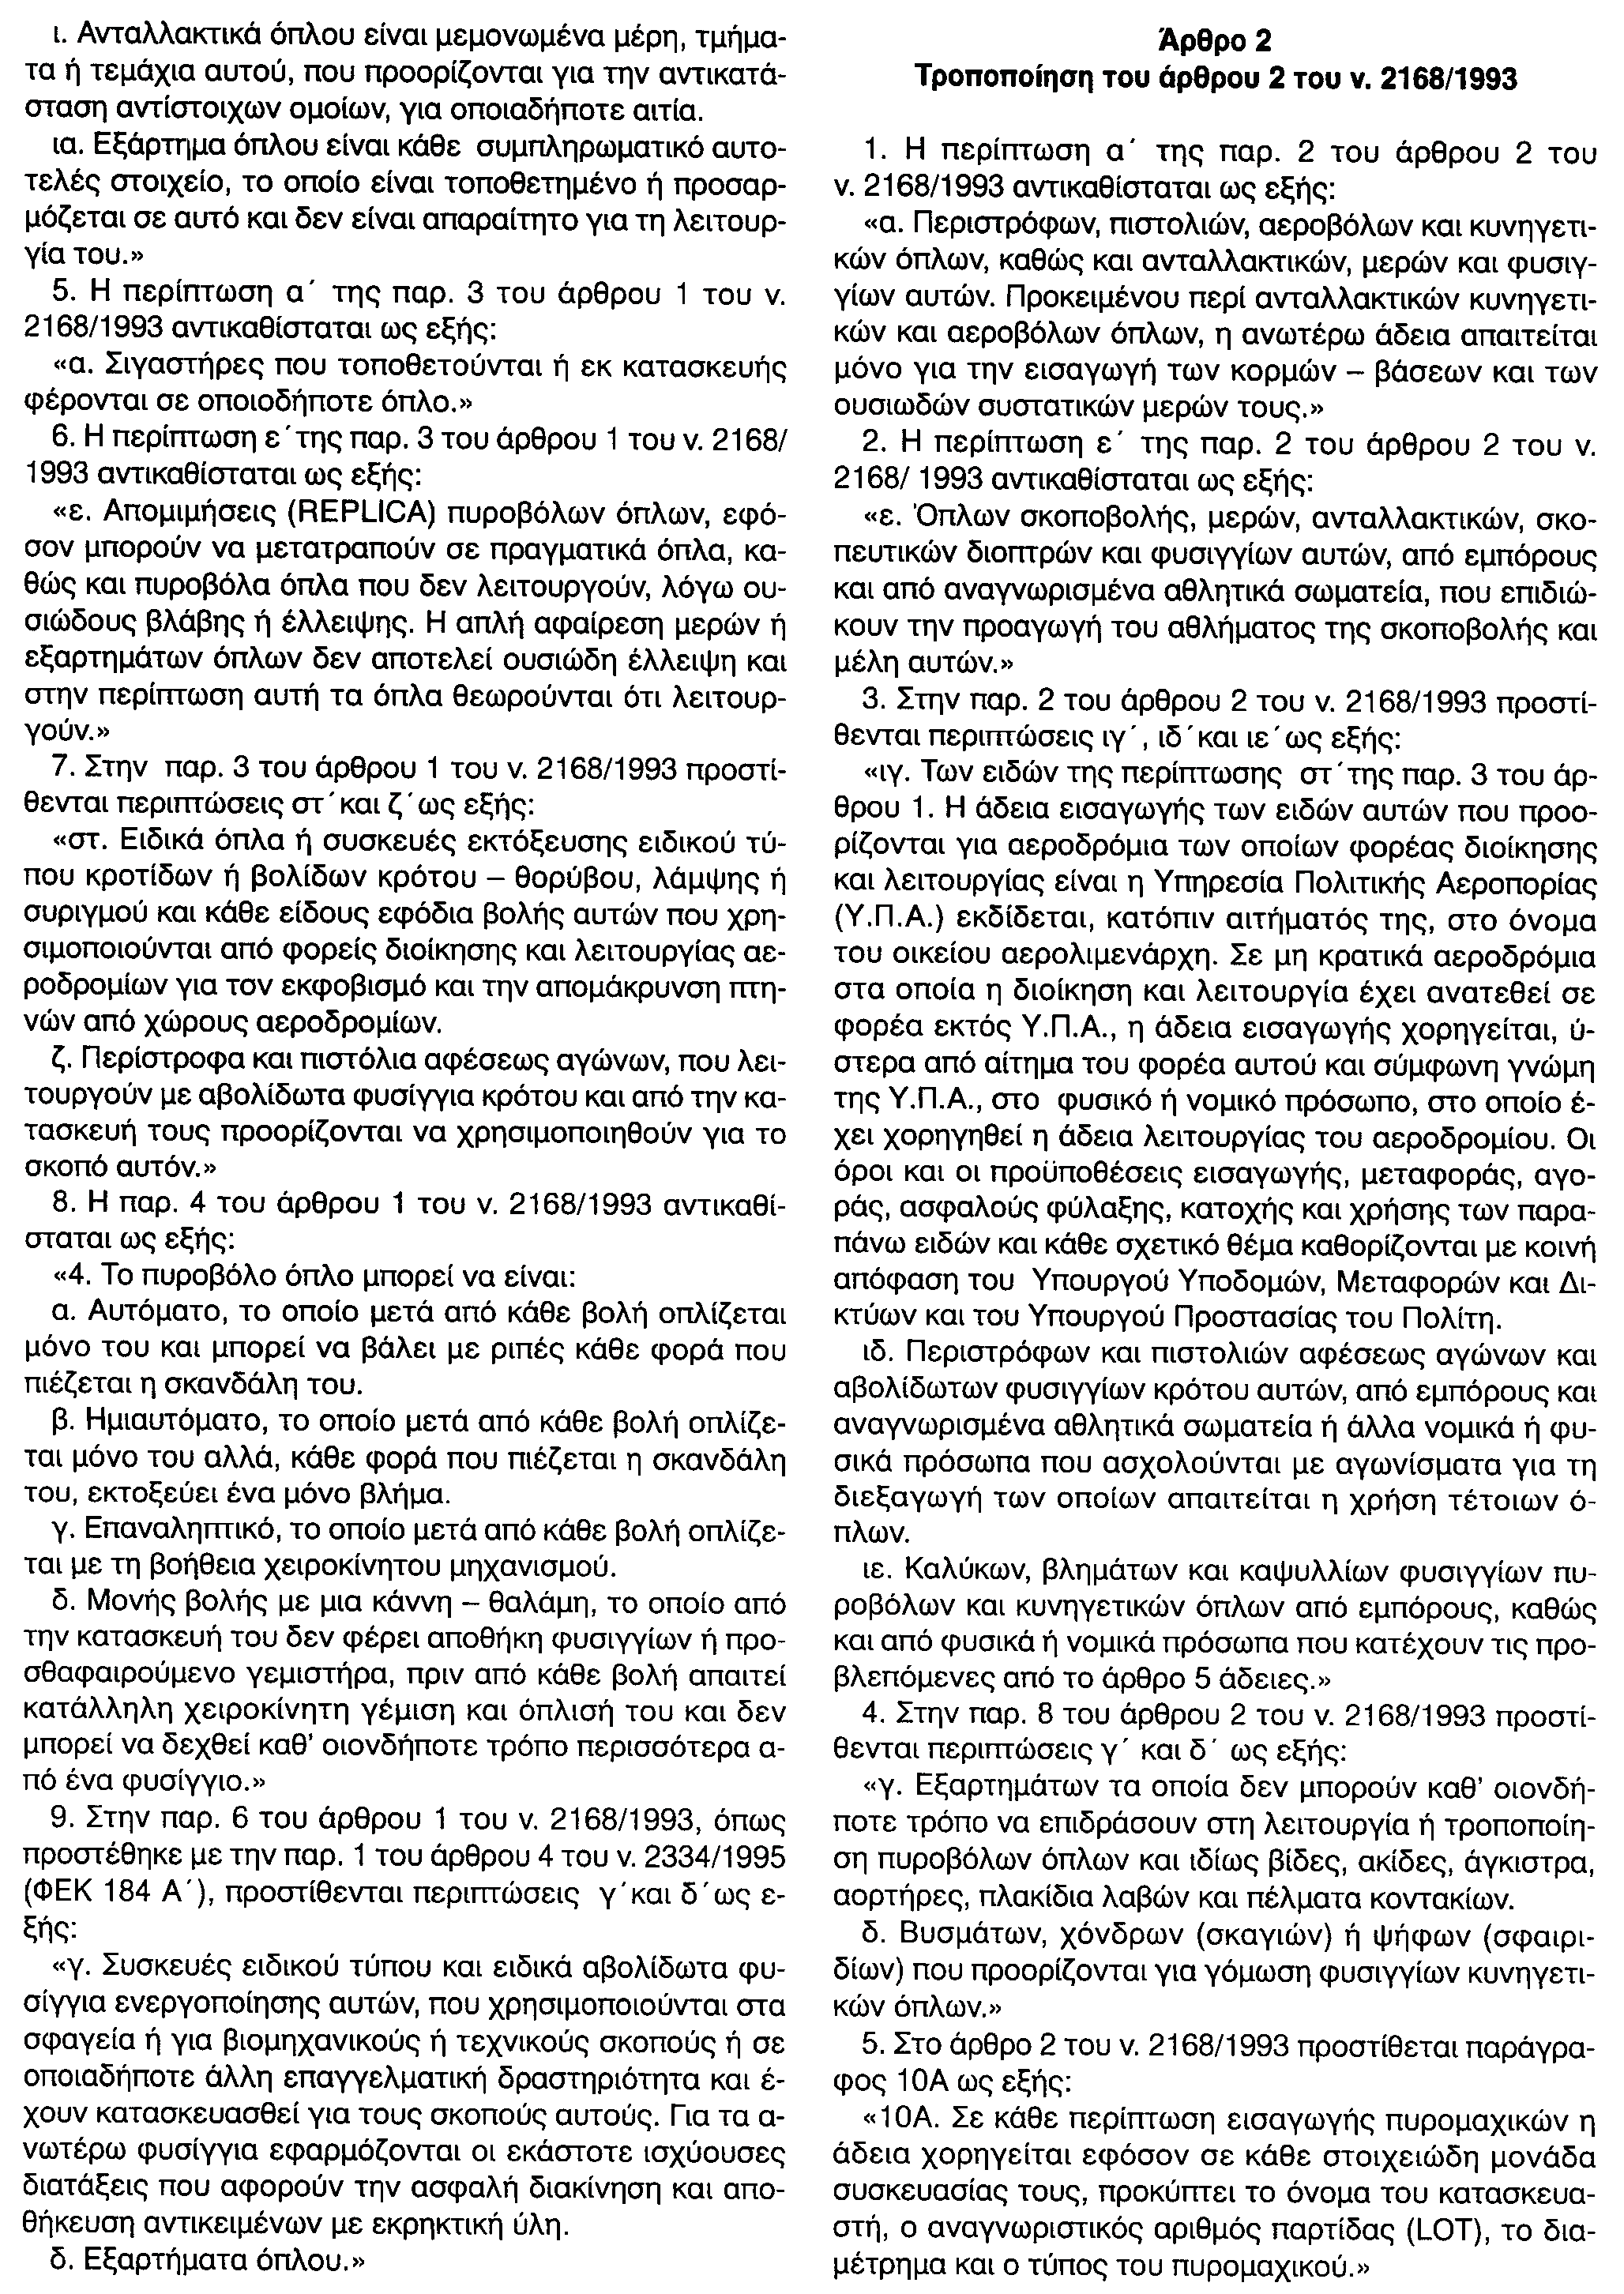 ι. Ανταλλακτικά όπλου είναι μεμονωμένα μέρη, τμήμα-
τα ή τεμάχια αυτού, που προορίζονται για την αντικατά-
σταση αντίστοιχων ομοίων, για οποιαδήποτε αιτία.
ια. Εξάρτημα όπλου είναι κάθε συμπληρωματικό αυτο-
τελές στοιχείο, το οποίο είναι τοποθετημένο ή προσαρ-
μόζεται σε αυτό και δεν είναι απαραίτητο για τη λειτουρ-
γία του.»
5. Η περίπτωση α΄ της παρ. 3 του άρθρου 1 του ν.
2168/1993 αντικαθίσταται ως εξής:
«α. Σιγαστήρες που τοποθετούνται ή εκ κατασκευής
φέρονται σε οποιοδήποτε όπλο.»
6. Η περίπτωση ε΄της παρ. 3 του άρθρου 1 του ν. 2168/
1993 αντικαθίσταται ως εξής:
«ε. Απομιμήσεις (REPLICA) πυροβόλων όπλων, εφό-
σον μπορούν να μετατραπούν σε πραγματικά όπλα, κα-
θώς και πυροβόλα όπλα που δεν λειτουργούν, λόγω ου-
σιώδους βλάβης ή έλλειψης. Η απλή αφαίρεση μερών ή
εξαρτημάτων όπλων δεν αποτελεί ουσιώδη έλλειψη και
στην περίπτωση αυτή τα όπλα θεωρούνται ότι λειτουρ-
γούν.»
7. Στην παρ. 3 του άρθρου 1 του ν. 2168/1993 προστί-
θενται περιπτώσεις στ΄και ζ΄ως εξής:
«στ. Ειδικά όπλα ή συσκευές εκτόξευσης ειδικού τύ-
που κροτίδων ή βολίδων κρότου – θορύβου, λάμψης ή
συριγμού και κάθε είδους εφόδια βολής αυτών που χρη-
σιμοποιούνται από φορείς διοίκησης και λειτουργίας αε-
ροδρομίων για τον εκφοβισμό και την απομάκρυνση πτη-
νών από χώρους αεροδρομίων.
ζ. Περίστροφα και πιστόλια αφέσεως αγώνων, που λει-
τουργούν με αβολίδωτα φυσίγγια κρότου και από την κα-
τασκευή τους προορίζονται να χρησιμοποιηθούν για το
σκοπό αυτόν.»
8. Η παρ. 4 του άρθρου 1 του ν. 2168/1993 αντικαθί-
σταται ως εξής:
«4. Το πυροβόλο όπλο μπορεί να είναι:
α. Αυτόματο, το οποίο μετά από κάθε βολή οπλίζεται
μόνο του και μπορεί να βάλει με ριπές κάθε φορά που
πιέζεται η σκανδάλη του.
β. Ημιαυτόματο, το οποίο μετά από κάθε βολή οπλίζε-
ται μόνο του αλλά, κάθε φορά που πιέζεται η σκανδάλη
του, εκτοξεύει ένα μόνο βλήμα.
γ. Επαναληπτικό, το οποίο μετά από κάθε βολή οπλίζε-
ται με τη βοήθεια χειροκίνητου μηχανισμού.
δ. Μονής βολής με μια κάννη – θαλάμη, το οποίο από
την κατασκευή του δεν φέρει αποθήκη φυσιγγίων ή προ-
σθαφαιρούμενο γεμιστήρα, πριν από κάθε βολή απαιτεί
κατάλληλη χειροκίνητη γέμιση και όπλισή του και δεν
μπορεί να δεχθεί καθ’ οιονδήποτε τρόπο περισσότερα α-
πό ένα φυσίγγιο.»
9. Στην παρ. 6 του άρθρου 1 του ν. 2168/1993, όπως
προστέθηκε με την παρ. 1 του άρθρου 4 του ν. 2334/1995
(ΦΕΚ 184 Α΄), προστίθενται περιπτώσεις γ΄και δ΄ως ε-
ξής:
«γ. Συσκευές ειδικού τύπου και ειδικά αβολίδωτα φυ-
σίγγια ενεργοποίησης αυτών, που χρησιμοποιούνται στα
σφαγεία ή για βιομηχανικούς ή τεχνικούς σκοπούς ή σε
οποιαδήποτε άλλη επαγγελματική δραστηριότητα και έ-
χουν κατασκευασθεί για τους σκοπούς αυτούς. Για τα α-
νωτέρω φυσίγγια εφαρμόζονται οι εκάστοτε ισχύουσες
διατάξεις που αφορούν την ασφαλή διακίνηση και απο-
θήκευση αντικειμένων με εκρηκτική ύλη.
δ. Εξαρτήματα όπλου.»
Άρθρο 2
Τροποποίηση του άρθρου 2 του ν. 2168/1993
1. Η περίπτωση α΄ της παρ. 2 του άρθρου 2 του
ν. 2168/1993 αντικαθίσταται ως εξής:
«α. Περιστρόφων, πιστολιών, αεροβόλων και κυνηγετι-
κών όπλων, καθώς και ανταλλακτικών, μερών και φυσιγ-
γίων αυτών. Προκειμένου περί ανταλλακτικών κυνηγετι-
κών και αεροβόλων όπλων, η ανωτέρω άδεια απαιτείται
μόνο για την εισαγωγή των κορμών – βάσεων και των
ουσιωδών συστατικών μερών τους.»
2. Η περίπτωση ε΄ της παρ. 2 του άρθρου 2 του ν.
2168/ 1993 αντικαθίσταται ως εξής:
«ε. Όπλων σκοποβολής, μερών, ανταλλακτικών, σκο-
πευτικών διοπτρών και φυσιγγίων αυτών, από εμπόρους
και από αναγνωρισμένα αθλητικά σωματεία, που επιδιώ-
κουν την προαγωγή του αθλήματος της σκοποβολής και
μέλη αυτών.»
3. Στην παρ. 2 του άρθρου 2 του ν. 2168/1993 προστί-
θενται περιπτώσεις ιγ΄, ιδ΄και ιε΄ως εξής:
«ιγ. Των ειδών της περίπτωσης στ΄της παρ. 3 του άρ-
θρου 1. Η άδεια εισαγωγής των ειδών αυτών που προο-
ρίζονται για αεροδρόμια των οποίων φορέας διοίκησης
και λειτουργίας είναι η Υπηρεσία Πολιτικής Αεροπορίας
(Υ.Π.Α.) εκδίδεται, κατόπιν αιτήματός της, στο όνομα
του οικείου αερολιμενάρχη. Σε μη κρατικά αεροδρόμια
στα οποία η διοίκηση και λειτουργία έχει ανατεθεί σε
φορέα εκτός Υ.Π.Α., η άδεια εισαγωγής χορηγείται, ύ-
στερα από αίτημα του φορέα αυτού και σύμφωνη γνώμη
της Υ.Π.Α., στο φυσικό ή νομικό πρόσωπο, στο οποίο έ-
χει χορηγηθεί η άδεια λειτουργίας του αεροδρομίου. Οι
όροι και οι προϋποθέσεις εισαγωγής, μεταφοράς, αγο-
ράς, ασφαλούς φύλαξης, κατοχής και χρήσης των παρα-
πάνω ειδών και κάθε σχετικό θέμα καθορίζονται με κοινή
απόφαση του Υπουργού Υποδομών, Μεταφορών και Δι-
κτύων και του Υπουργού Προστασίας του Πολίτη.
ιδ. Περιστρόφων και πιστολιών αφέσεως αγώνων και
αβολίδωτων φυσιγγίων κρότου αυτών, από εμπόρους και
αναγνωρισμένα αθλητικά σωματεία ή άλλα νομικά ή φυ-
σικά πρόσωπα που ασχολούνται με αγωνίσματα για τη
διεξαγωγή των οποίων απαιτείται η χρήση τέτοιων ό-
πλων.
ιε. Καλύκων, βλημάτων και καψυλλίων φυσιγγίων πυ-
ροβόλων και κυνηγετικών όπλων από εμπόρους, καθώς
και από φυσικά ή νομικά πρόσωπα που κατέχουν τις προ-
βλεπόμενες από το άρθρο 5 άδειες.»
4. Στην παρ. 8 του άρθρου 2 του ν. 2168/1993 προστί-
θενται περιπτώσεις γ΄ και δ΄ ως εξής:
«γ. Εξαρτημάτων τα οποία δεν μπορούν καθ’ οιονδή-
ποτε τρόπο να επιδράσουν στη λειτουργία ή τροποποίη-
ση πυροβόλων όπλων και ιδίως βίδες, ακίδες, άγκιστρα,
αορτήρες, πλακίδια λαβών και πέλματα κοντακίων.
δ. Βυσμάτων, χόνδρων (σκαγιών) ή ψήφων (σφαιρι-
δίων) που προορίζονται για γόμωση φυσιγγίων κυνηγετι-
κών όπλων.»
5. Στο άρθρο 2 του ν. 2168/1993 προστίθεται παράγρα-
φος 10Α ως εξής:
«10Α. Σε κάθε περίπτωση εισαγωγής πυρομαχικών η
άδεια χορηγείται εφόσον σε κάθε στοιχειώδη μονάδα
συσκευασίας τους, προκύπτει το όνομα του κατασκευα-
στή, ο αναγνωριστικός αριθμός παρτίδας (LOT), το δια-
μέτρημα και ο τύπος του πυρομαχικού.»